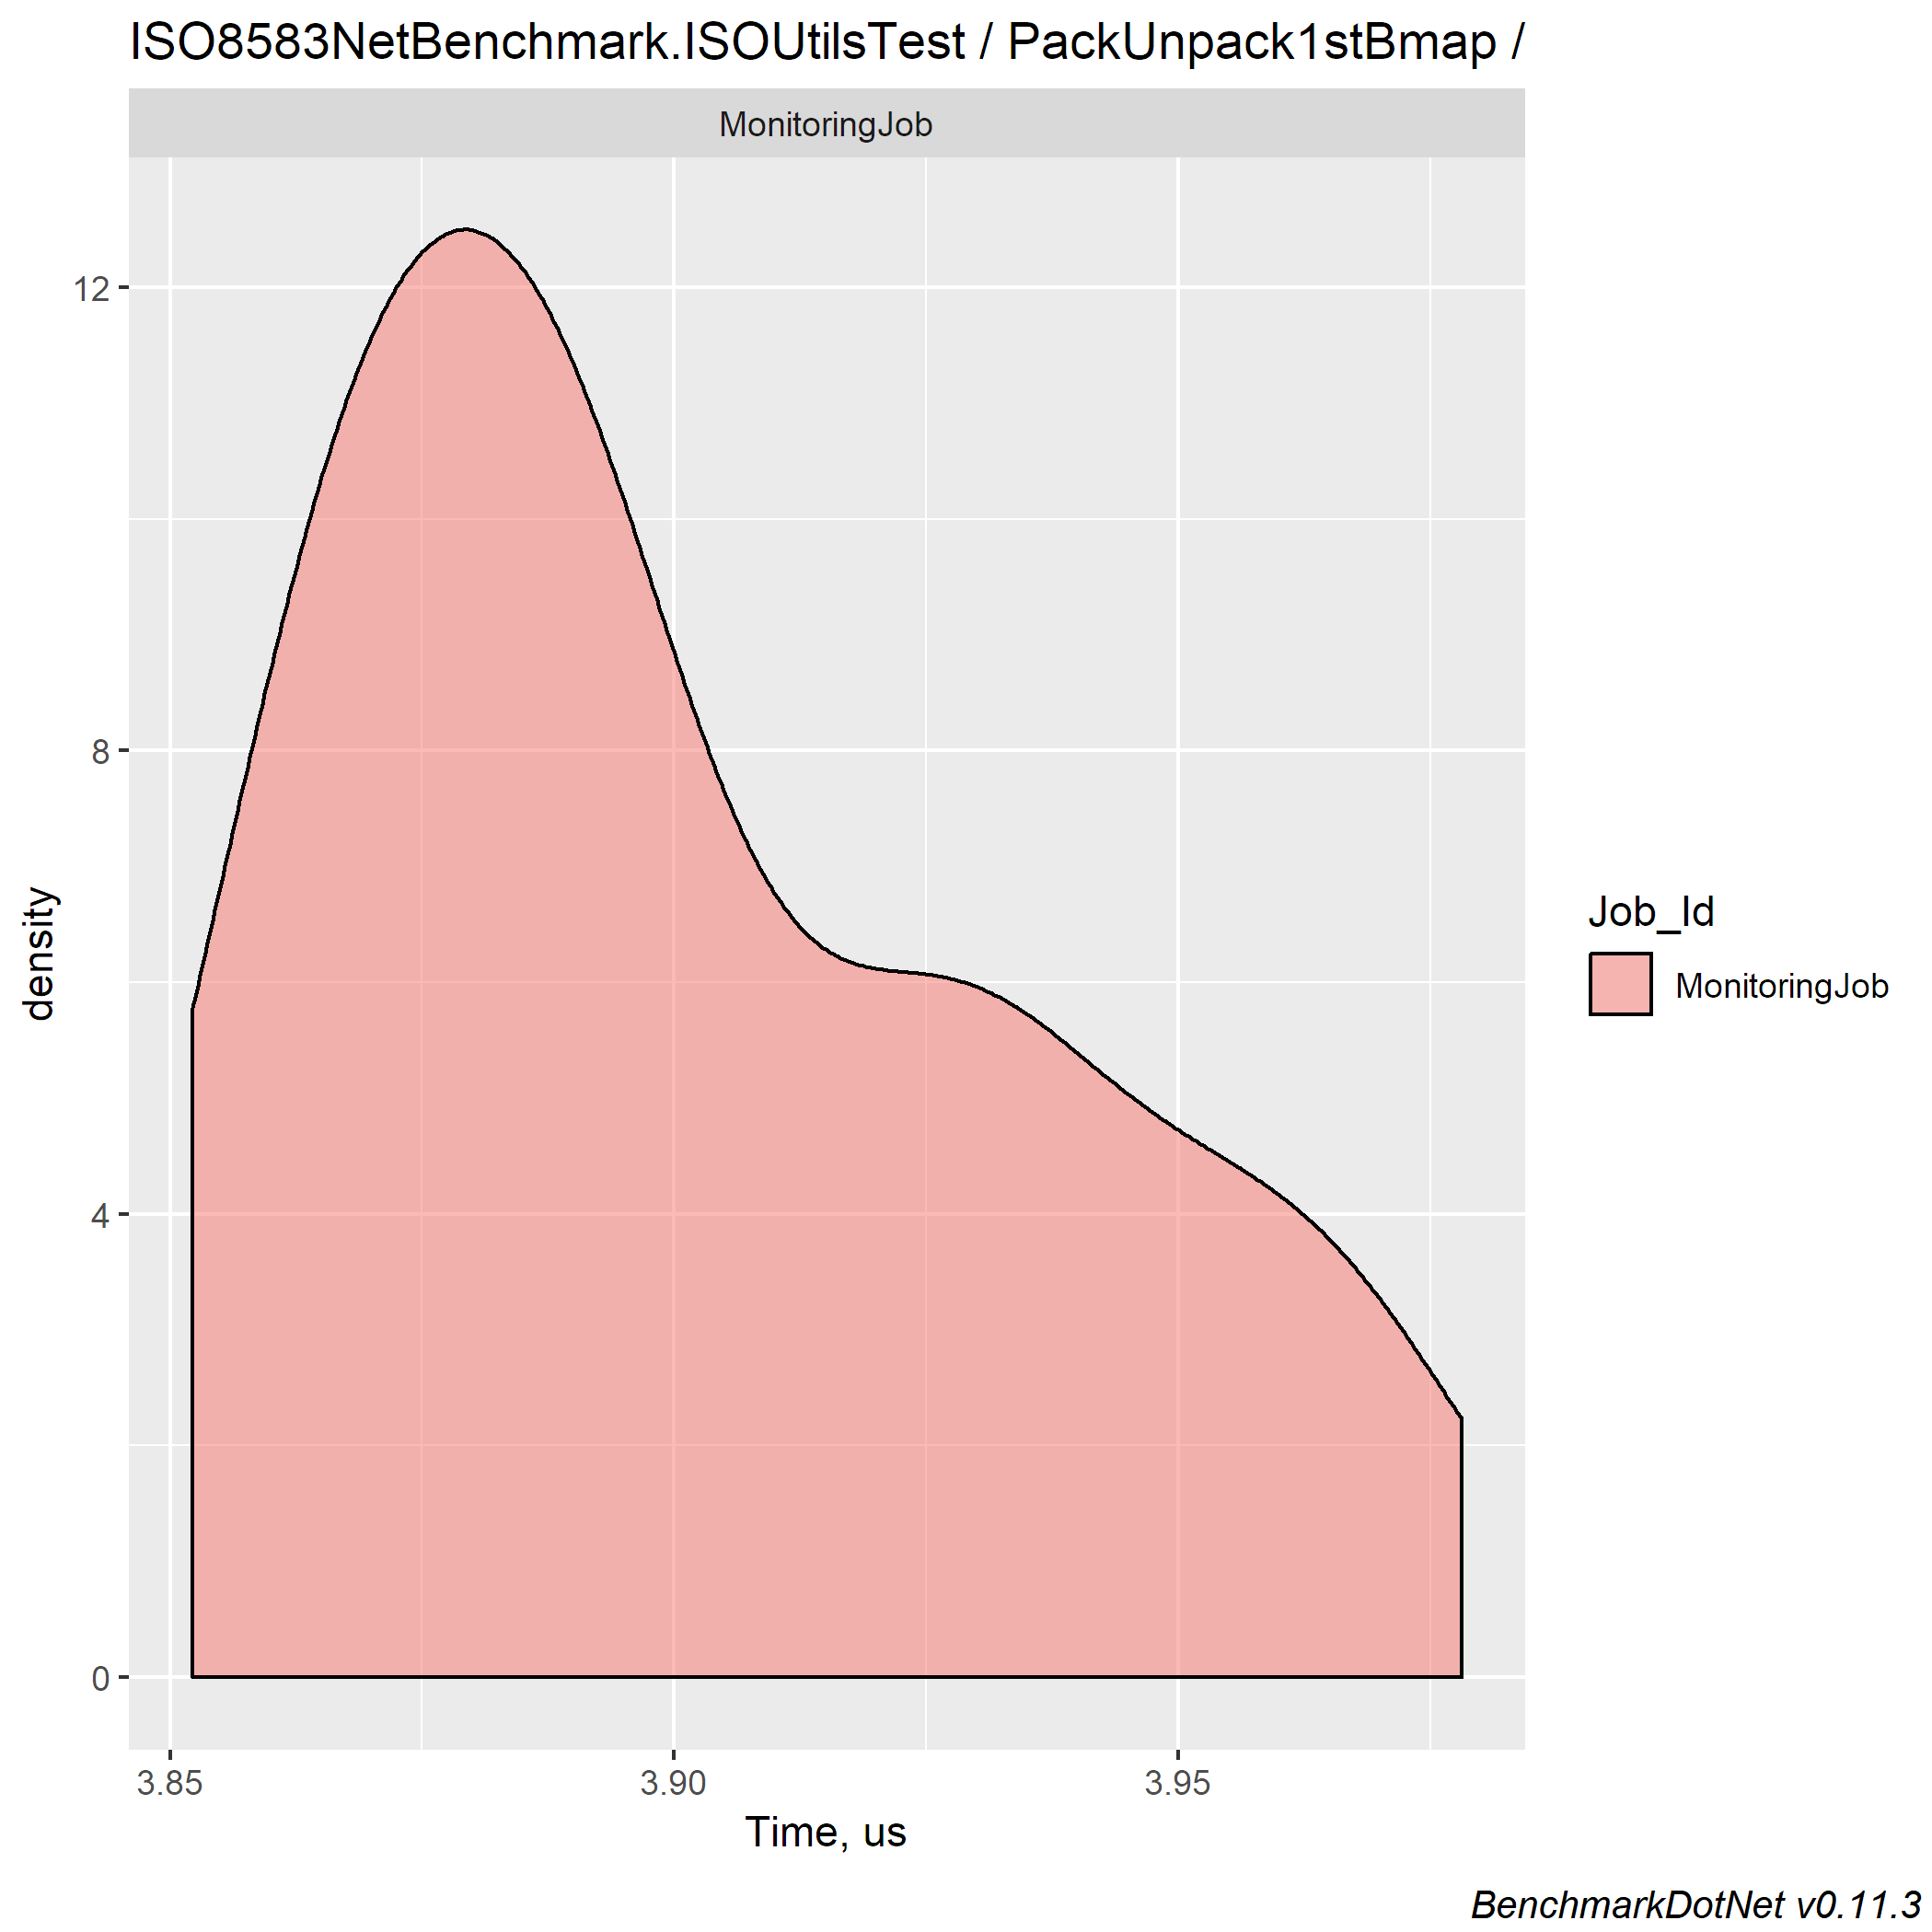 ISO8583NetBenchmark.ISOUtilsTest / PackUnpack1stBmap /
MonitoringJob
12
8
4
0
density
3.85 3.90 3.95
Time, us
Job_Id
MonitoringJob
BenchmarkDotNet v0.11.3